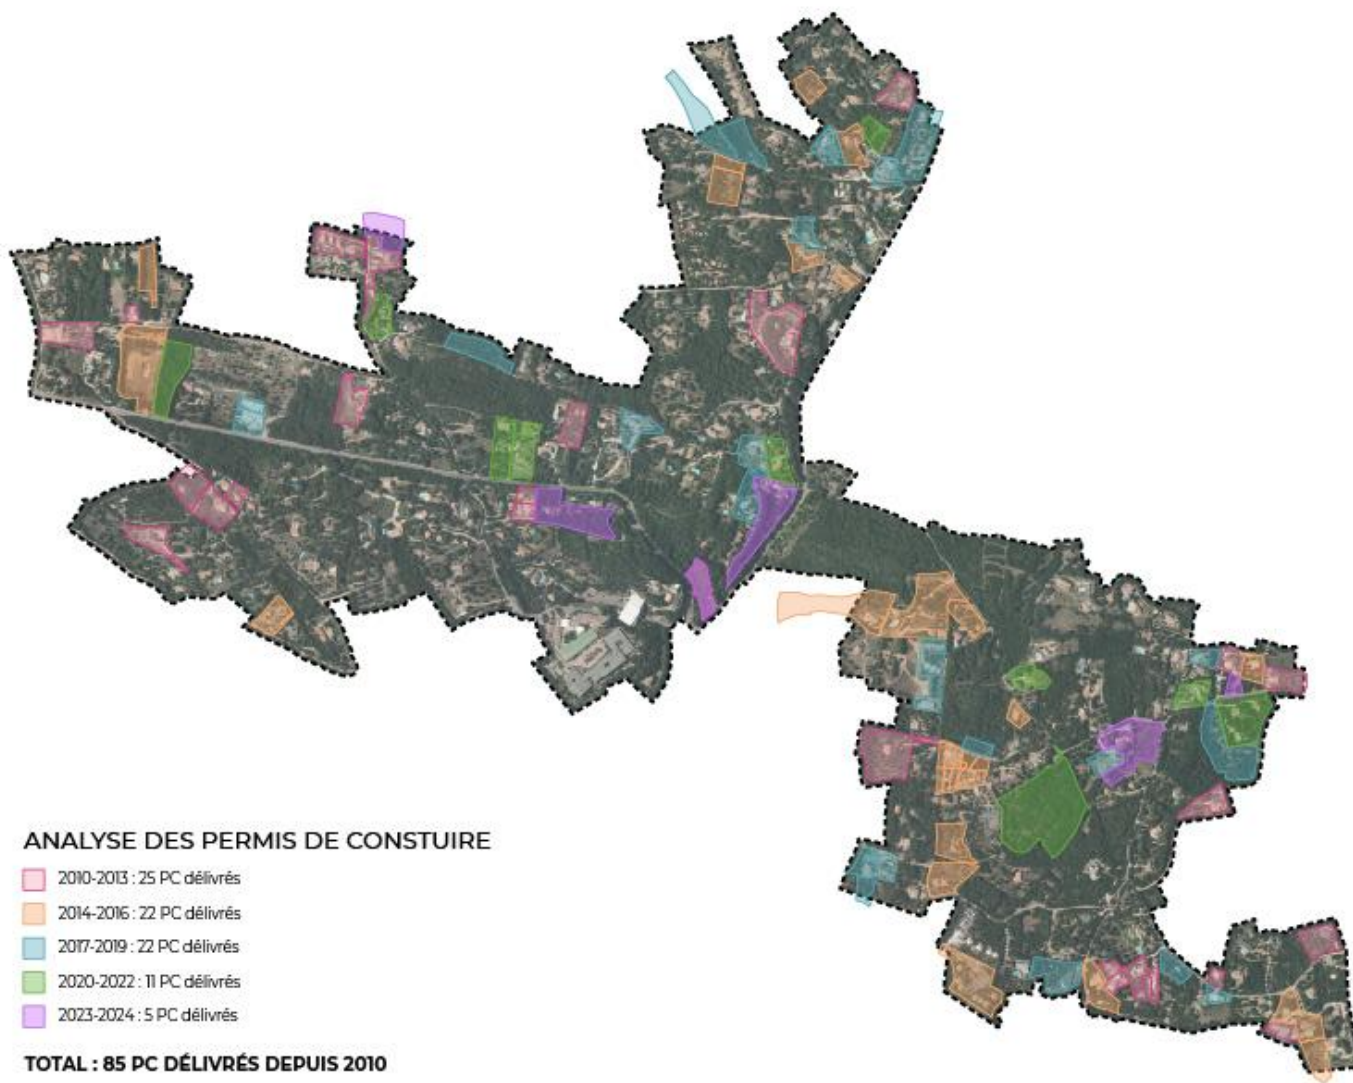 ANALYSE DES PERMIS DE CONSTUIRE
2010-2013 : 25 PC délivrés
2014-2016 : 22 PC délivrés
2017-2019 : 22 PC délivrés
2020-2022 : 11 PC délivrés
2023-2024 : 5 PC délivrés
TOTAL : 85 PC DÉLIVRÉS DEPUIS 2010